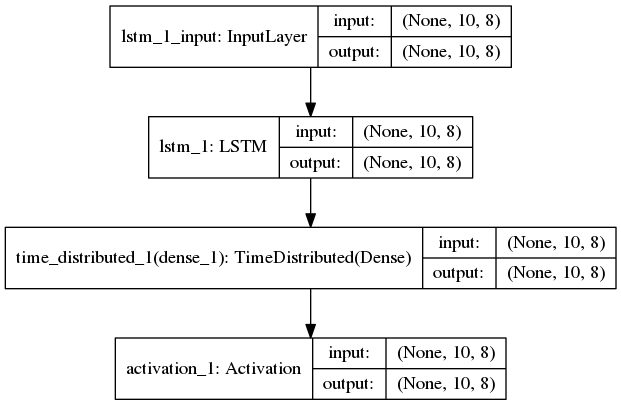 lstm_1_input: InputLayer
input: (None, 10, 8)
output: (None, 10, 8)
lstm_1: LSTM
input: (None, 10, 8)
output: (None, 10, 8)
time_distributed_1(dense_1): TimeDistributed(Dense)
input: (None, 10, 8)
output: (None, 10, 8)
activation_1: Activation
input: (None, 10, 8)
output: (None, 10, 8)